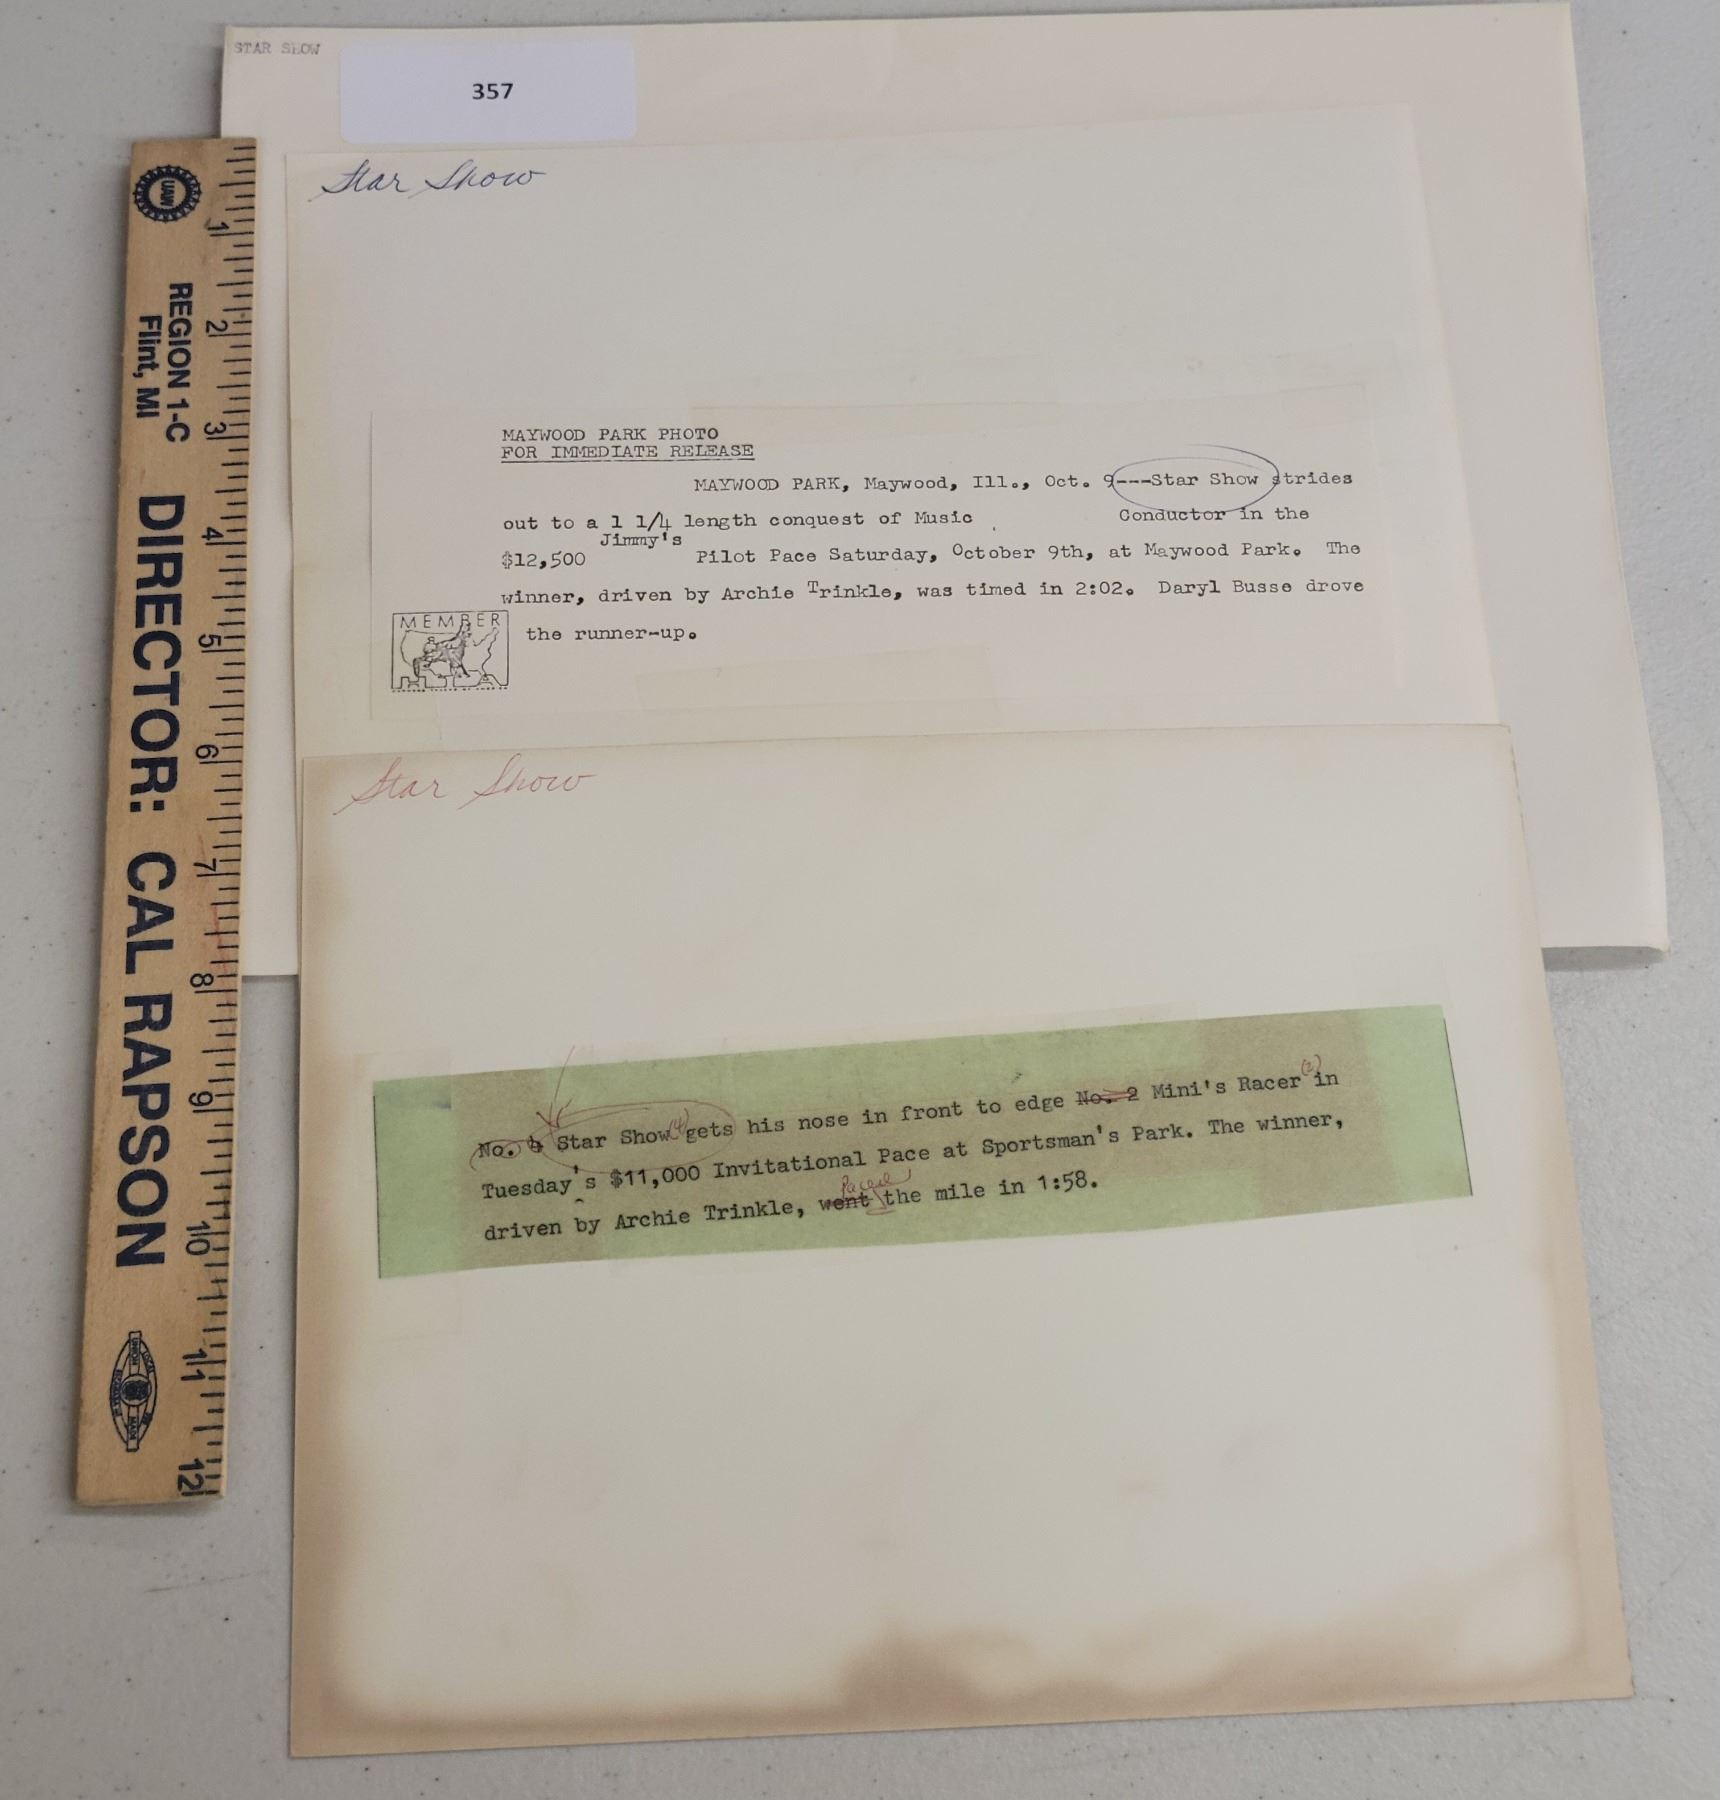 STAR SHOW
357
Star Show
MAYWOOD PARK PHOTO
FOR IMMEDIATE RELEASE
MAYWOOD PARK, Maywood, Ill., Oct. 9---Star Show strides
out to a 1 1/4 length conquest of Music Conductor in the
Jimmy's
$12,500 Pilot Pace Saturday, October 9th, at Maywood Park. The
winner, driven by Archie Trinkle, was timed in 2:02. Daryl Busse drove
the runner-up.
MEMBER
Star Show
No. 4 Star Show (4) gets his nose in front to edge No. 2 Mini's Racer (2) in
Tuesday's $11,000 Invitational Pace at Sportsman's Park. The winner,
paced
driven by Archie Trinkle, went the mile in 1:58.
UAW
REGION 1-C
Flint, MI
DIRECTOR: CAL RAPSON
1 2 3 4 5 6 7 8 9 10 11 12
UNION MADE